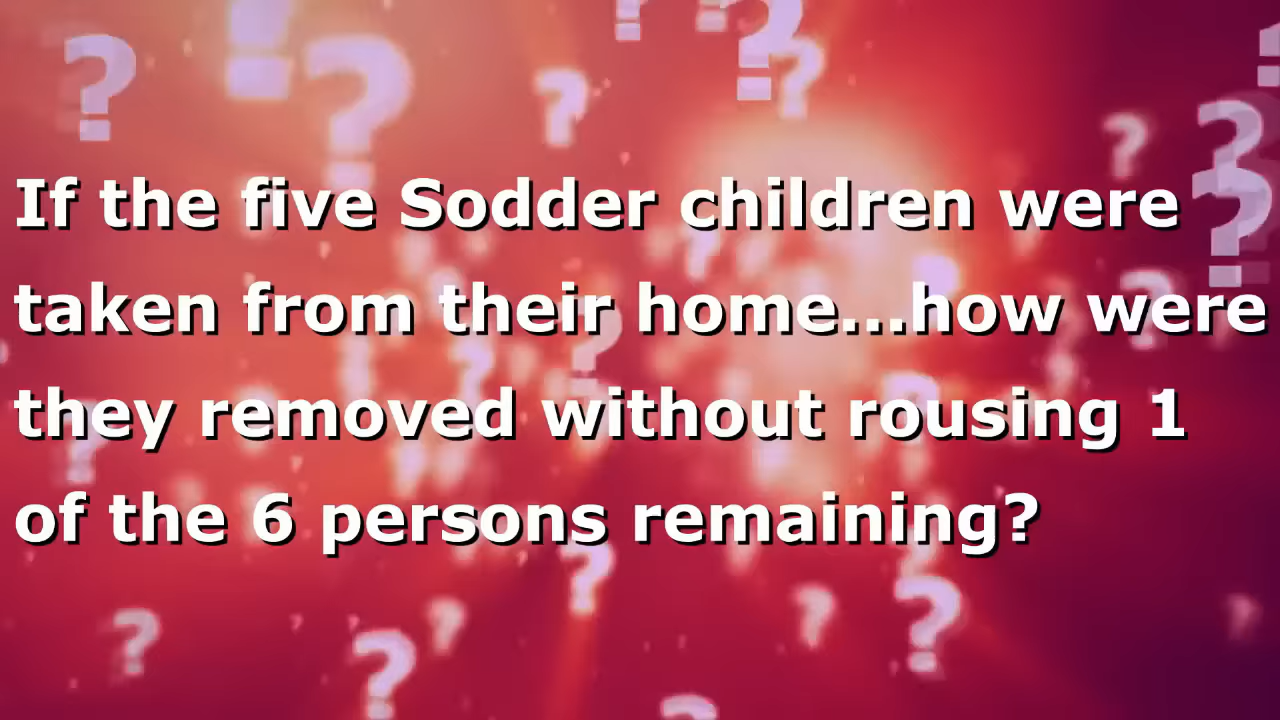 If the five Sodder children were
taken from their home...how were
they removed without rousing 1
of the 6 persons remaining?